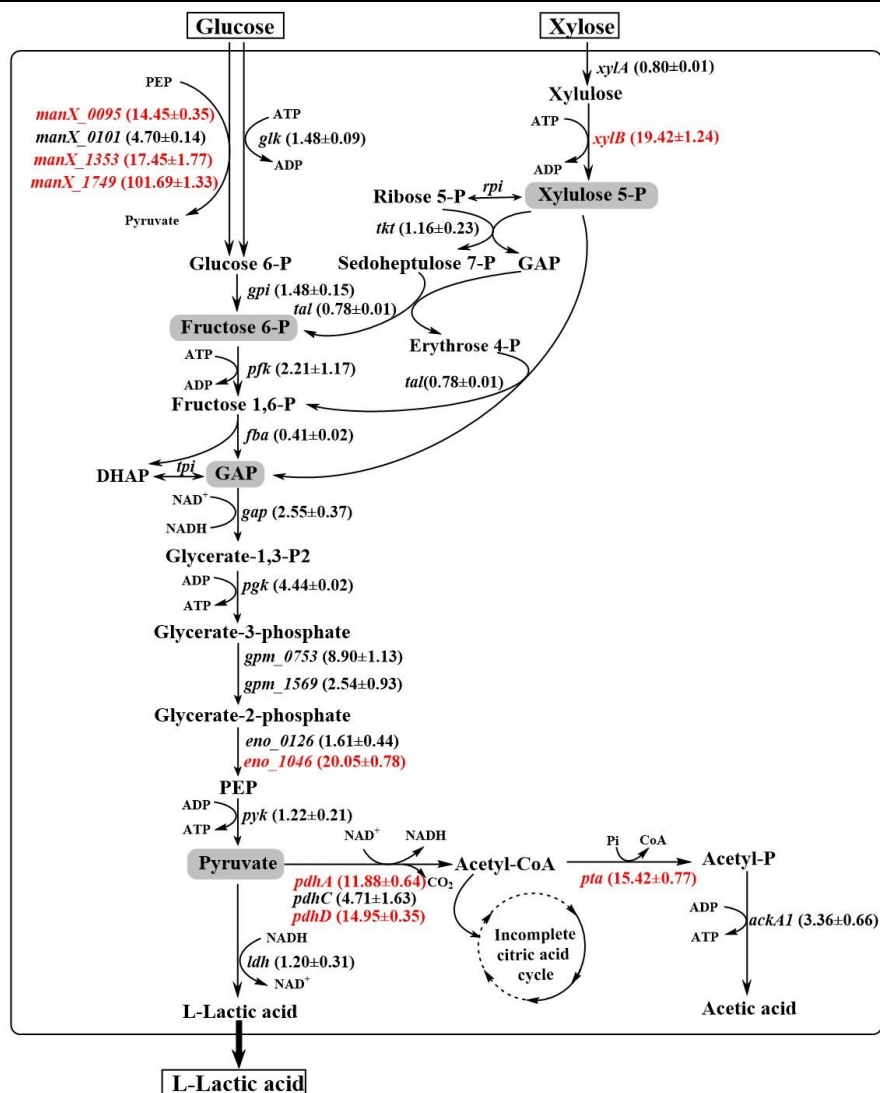 Glucose
Xylose
xylA (0.80±0.01)
PEP
Xylulose
manX_0095 (14.45±0.35)
ATP
ATP
manX_0101 (4.70±0.14)
glk (1.48±0.09)
xylB (19.42±1.24)
manX_1353 (17.45±1.77)
ADP
ADP
manX_1749 (101.69±1.33)
Ribose 5-P
rpi
Xylulose 5-P
Pyruvate
tkt (1.16±0.23)
Glucose 6-P
Sedoheptulose 7-P
GAP
gpi (1.48±0.15)
tal (0.78±0.01)
Fructose 6-P
Erythrose 4-P
ATP
pfk (2.21±1.17)
ADP
tal(0.78±0.01)
Fructose 1,6-P
fba (0.41±0.02)
DHAP
tpi
GAP
NAD+
gap (2.55±0.37)
NADH
Glycerate-1,3-P2
ADP
pgk (4.44±0.02)
ATP
Glycerate-3-phosphate
gpm_0753 (8.90±1.13)
gpm_1569 (2.54±0.93)
Glycerate-2-phosphate
eno_0126 (1.61±0.44)
eno_1046 (20.05±0.78)
PEP
ADP
pyk (1.22±0.21)
ATP
NAD+
NADH
Pi
CoA
Pyruvate
Acetyl-CoA
Acetyl-P
pdhA (11.88±0.64)
CO2
pta (15.42±0.77)
pdhC (4.71±1.63)
pdhD (14.95±0.35)
ADP
ackA1 (3.36±0.66)
ATP
NADH
Incomplete
citric acid
cycle
ldh (1.20±0.31)
NAD+
L-Lactic acid
Acetic acid
L-Lactic acid